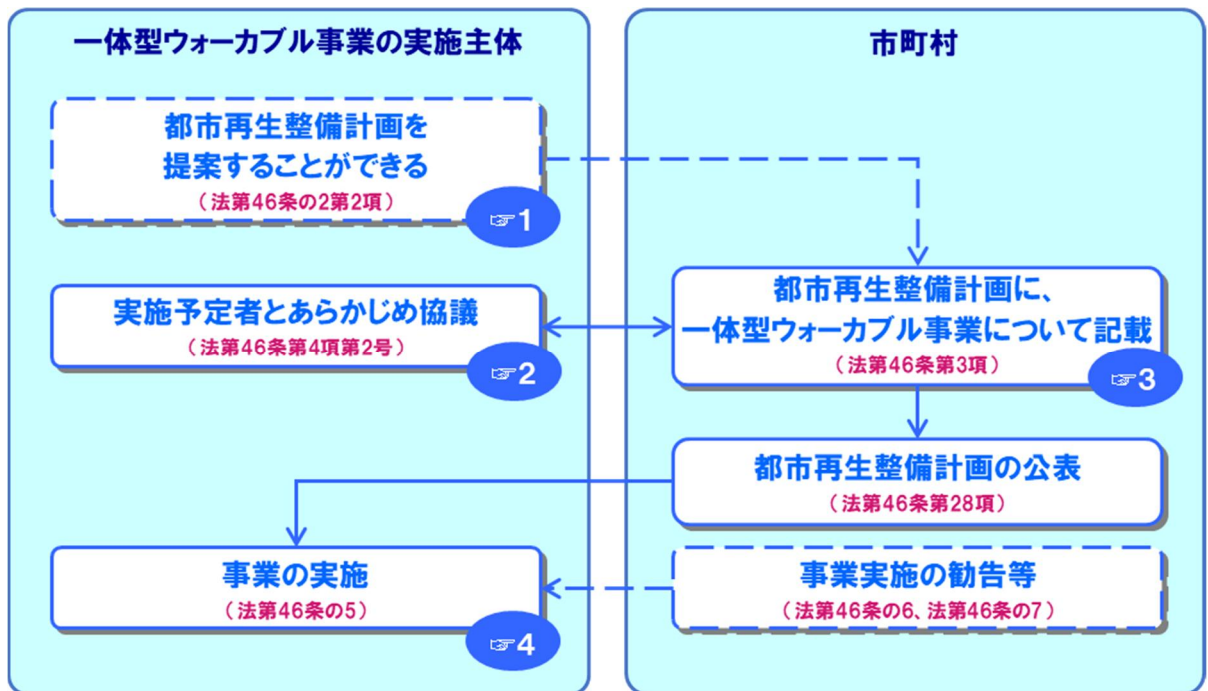 一体型ウォーカブル事業の実施主体
都市再生整備計画を
提案することができる
（法第46条の2第2項）
☞1
実施予定者とあらかじめ協議
（法第46条第4項第2号）
☞2
事業の実施
（法第46条の5）
☞4
市町村
都市再生整備計画に、
一体型ウォーカブル事業について記載
（法第46条第3項）
☞3
都市再生整備計画の公表
（法第46条第28項）
事業実施の勧告等
（法第46条の6、法第46条の7）